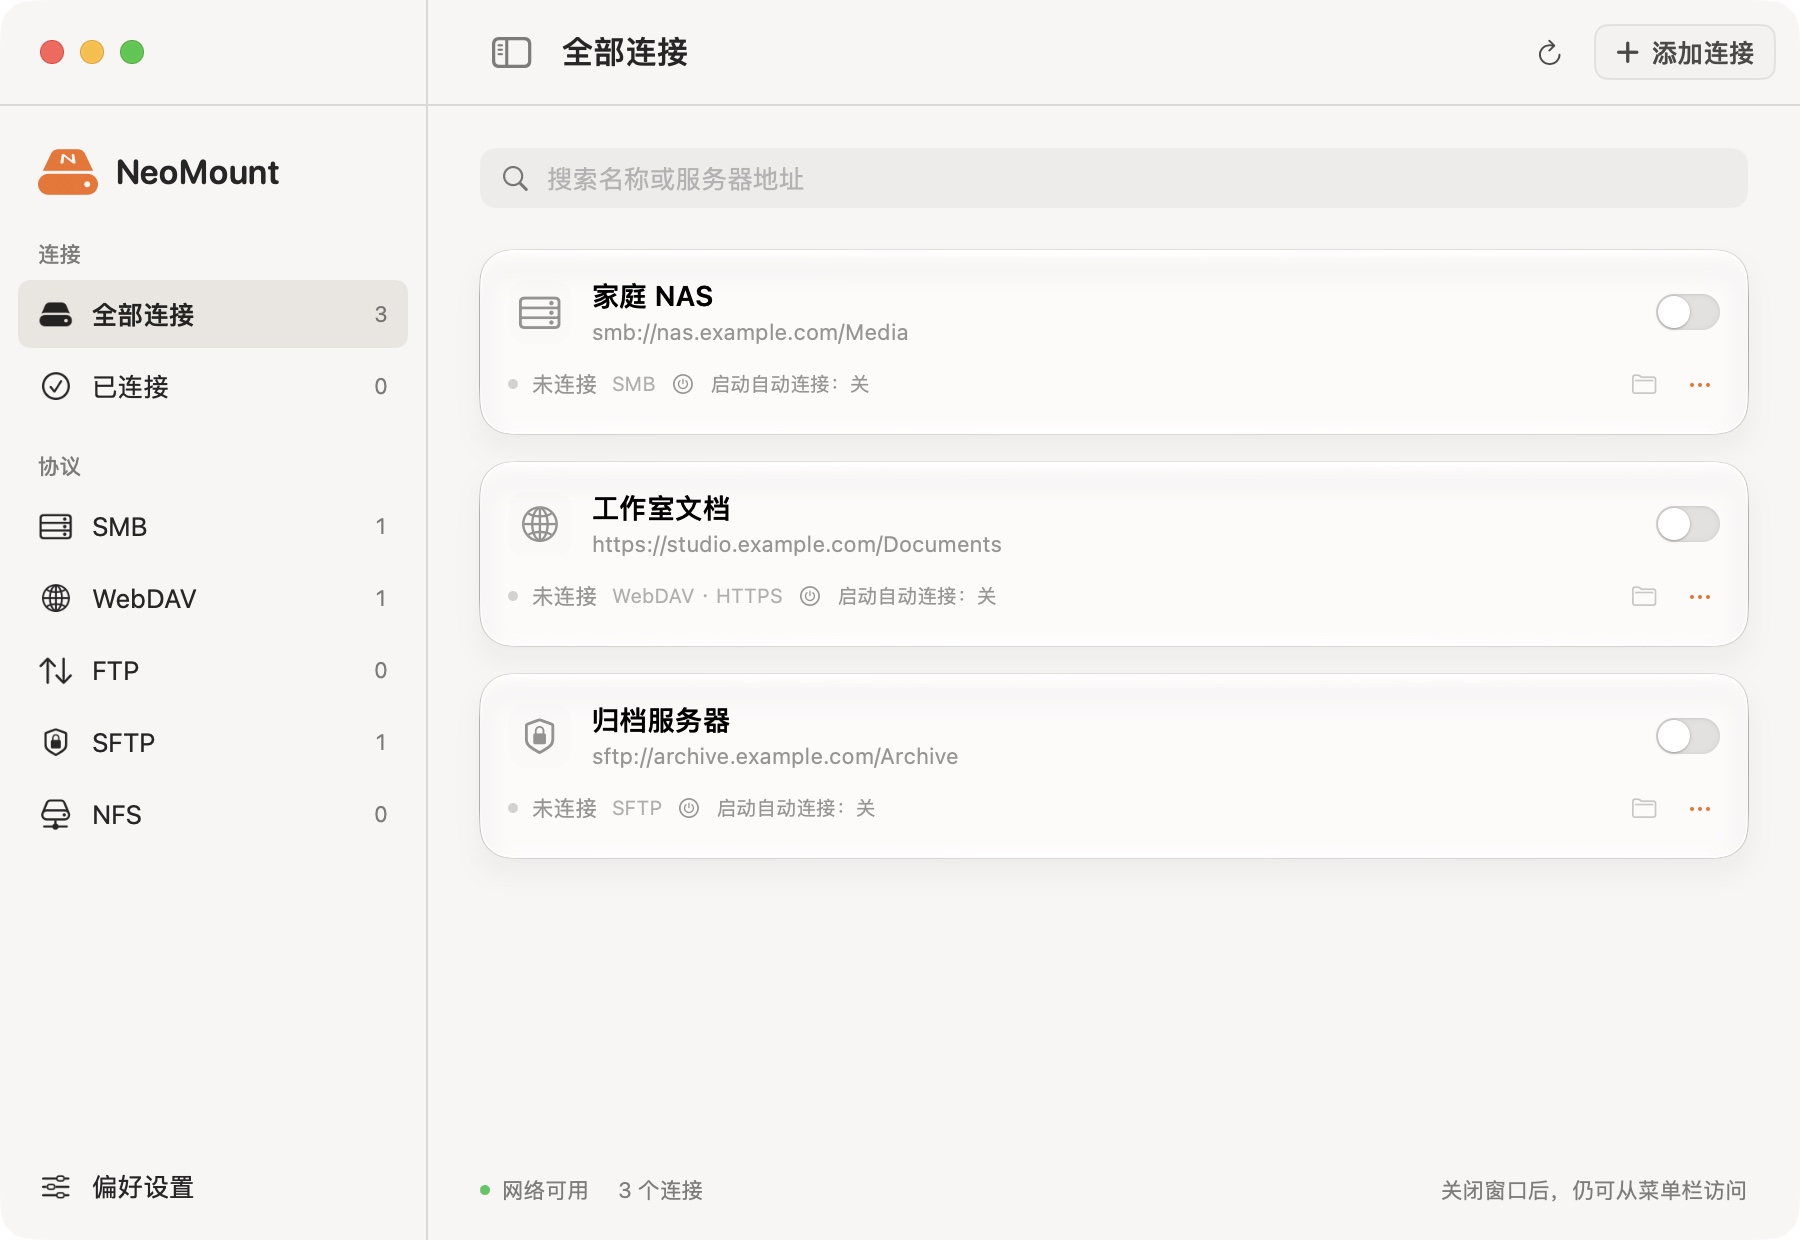 全部连接
添加连接
NeoMount
连接
全部连接 3
已连接 0
协议
SMB 1
WebDAV 1
FTP 0
SFTP 1
NFS 0
偏好设置
搜索名称或服务器地址
家庭 NAS
smb://nas.example.com/Media
未连接 SMB 启动自动连接：关
工作室文档
https://studio.example.com/Documents
未连接 WebDAV · HTTPS 启动自动连接：关
归档服务器
sftp://archive.example.com/Archive
未连接 SFTP 启动自动连接：关
网络可用 3 个连接
关闭窗口后，仍可从菜单栏访问